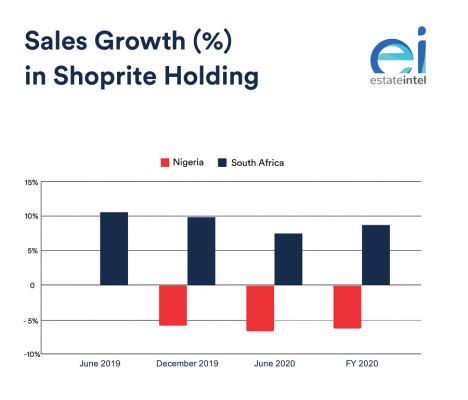 Sales Growth (%)
in Shoprite Holding
ei
estateintel
Nigeria South Africa
15%
10%
5%
0
- 5%
-10%
June 2019 December 2019 June 2020 FY 2020